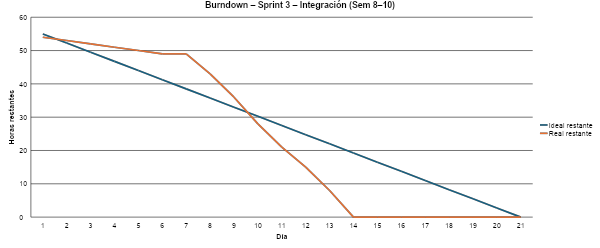 Burndown – Sprint 3 – Integración (Sem 8–10)
60
50
40
30
20
10
0
Horas restantes
1 2 3 4 5 6 7 8 9 10 11 12 13 14 15 16 17 18 19 20 21
Día
Ideal restante
Real restante